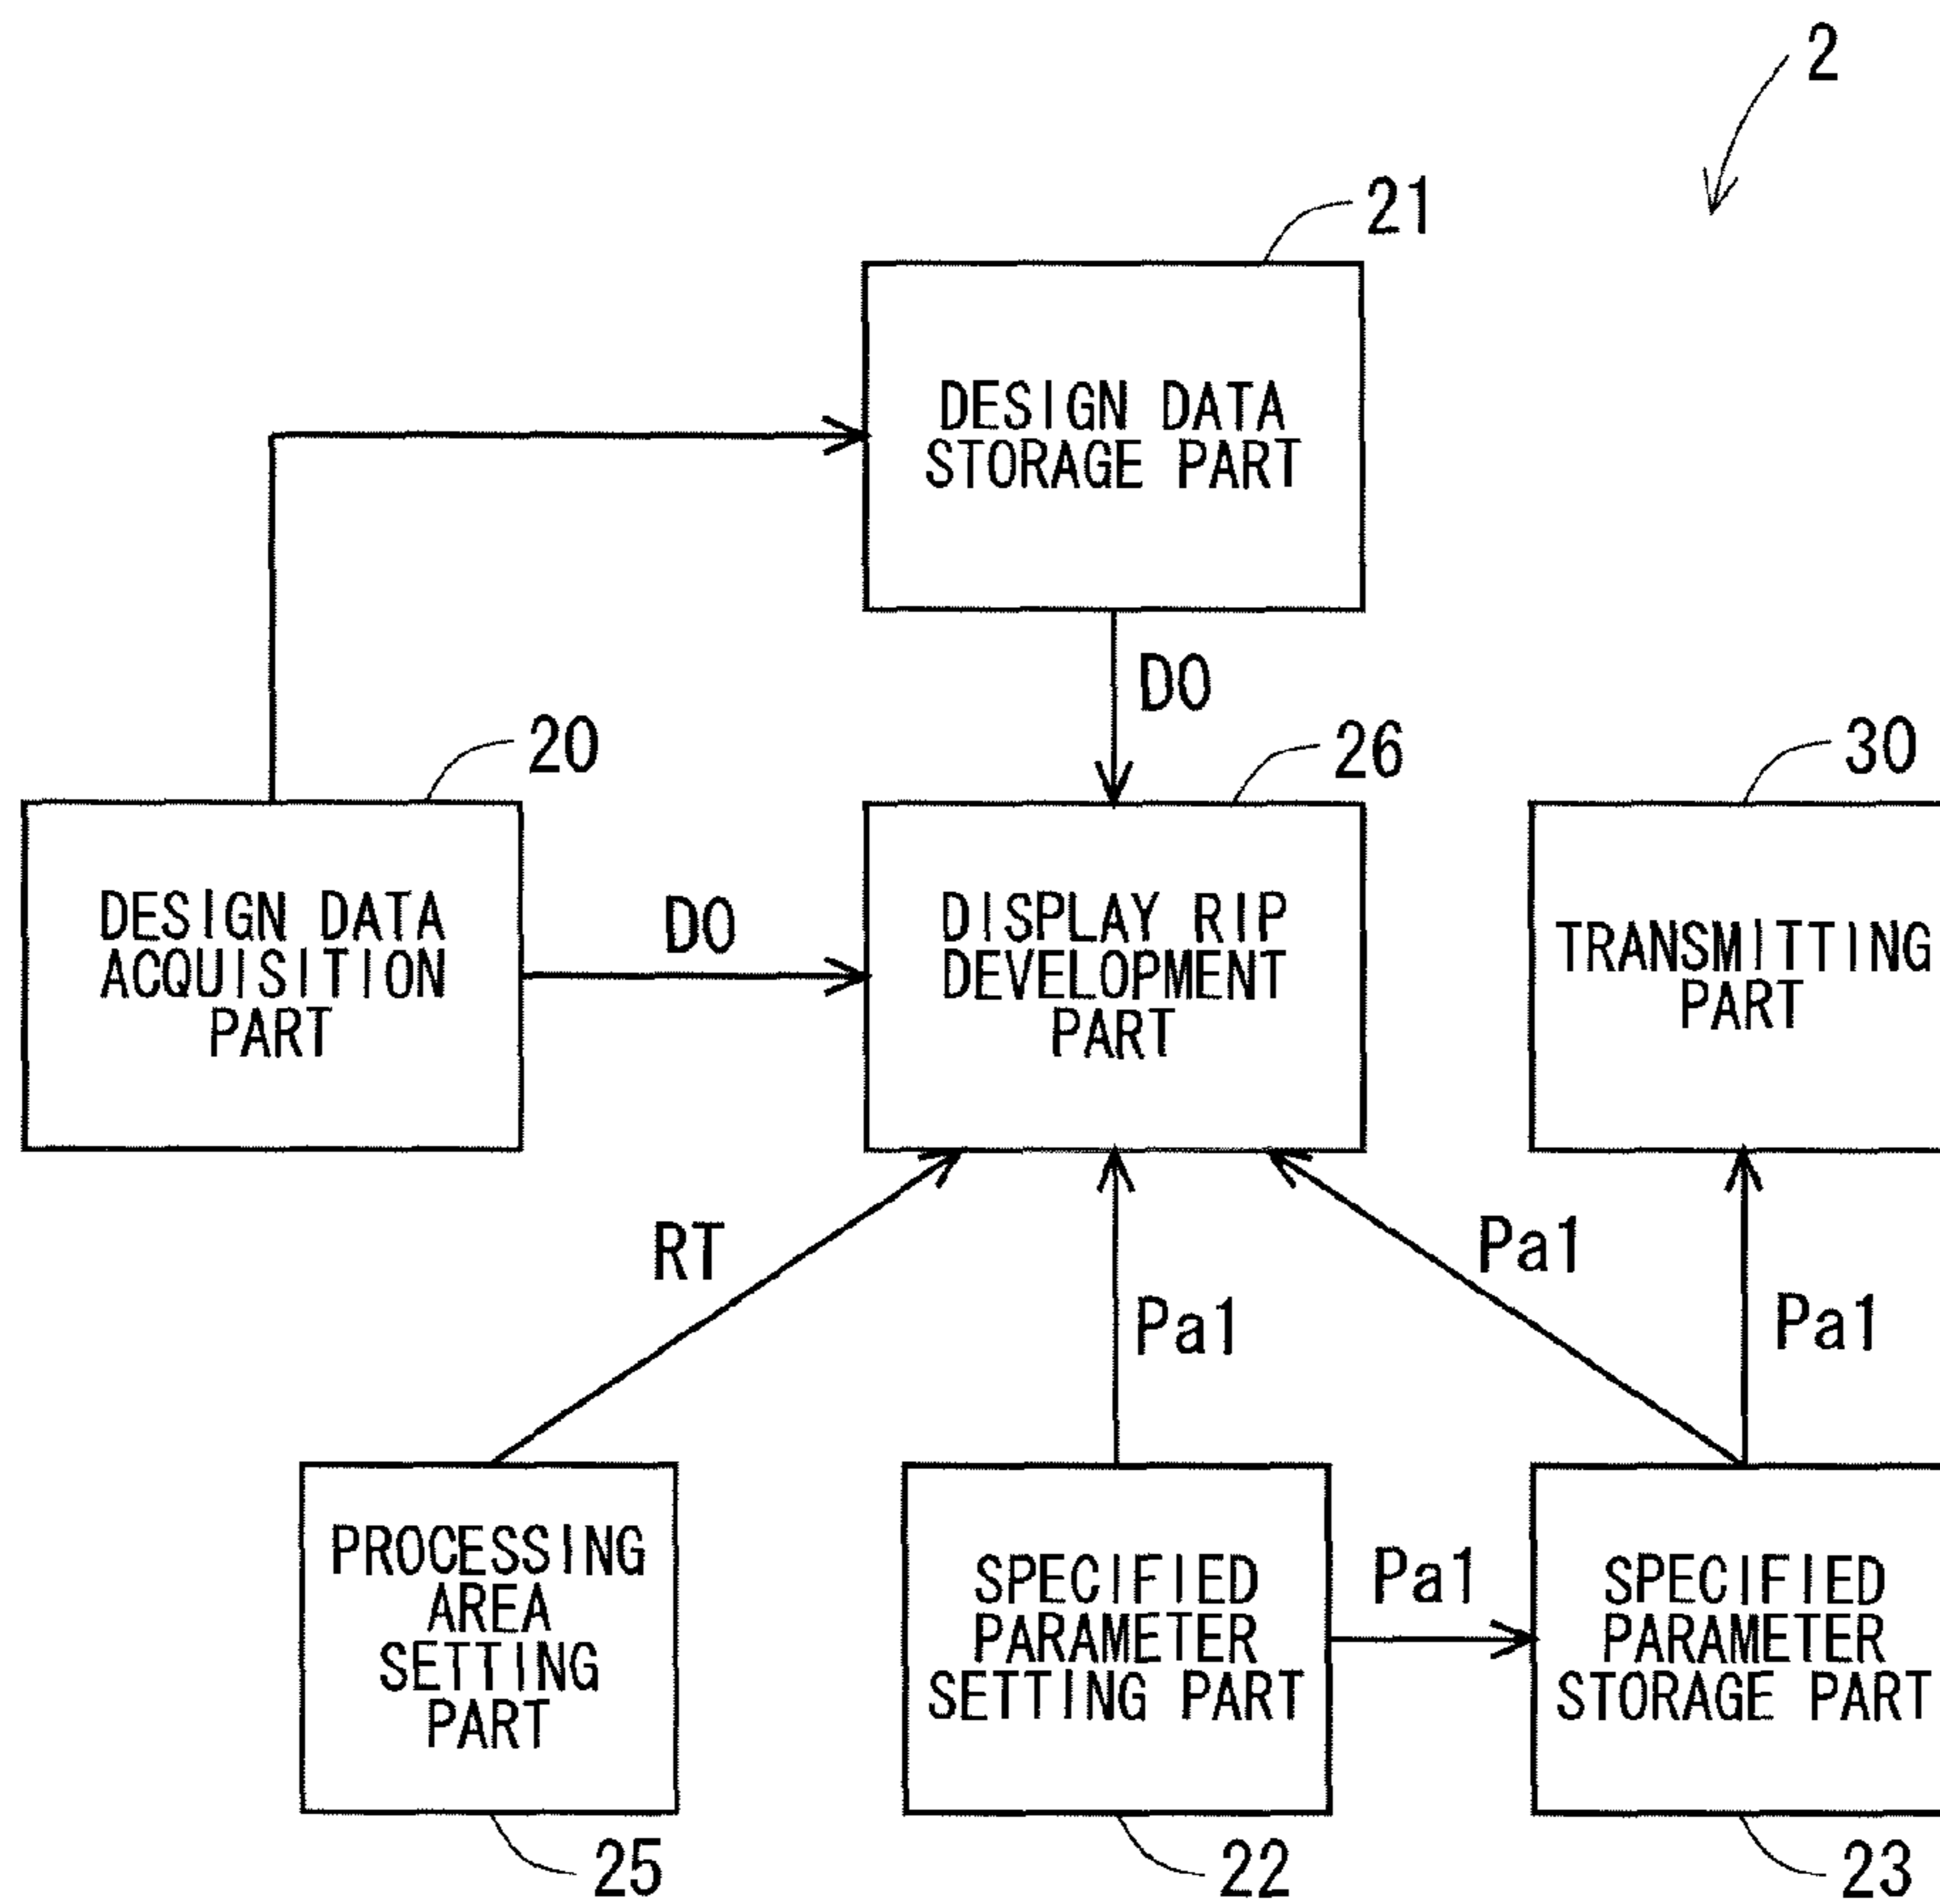 2
21
DESIGN DATA
STORAGE PART
D0
20
26
30
DESIGN DATA
ACQUISITION
PART
D0
DISPLAY RIP
DEVELOPMENT
PART
TRANSMITTING
PART
RT
Pa1
Pa1
Pa1
PROCESSING
AREA
SETTING
PART
SPECIFIED
PARAMETER
SETTING PART
Pa1
SPECIFIED
PARAMETER
STORAGE PART
25
22
23